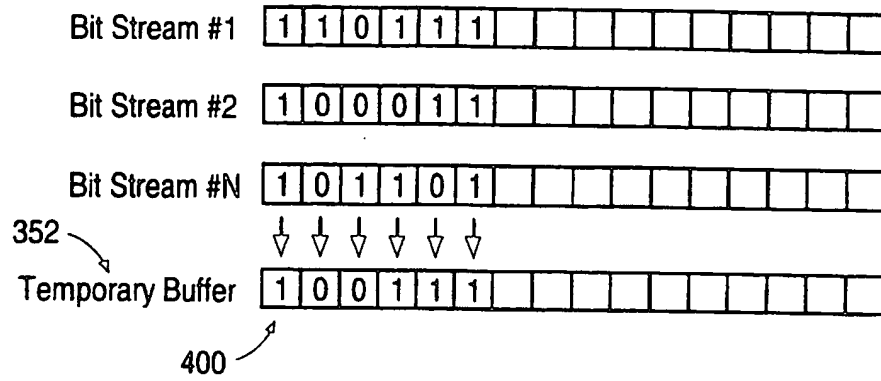 Bit Stream #1 1 1 0 1 1 1
Bit Stream #2 1 0 0 0 1 1
Bit Stream #N 1 0 1 1 0 1
352
Temporary Buffer 1 0 0 1 1 1
400